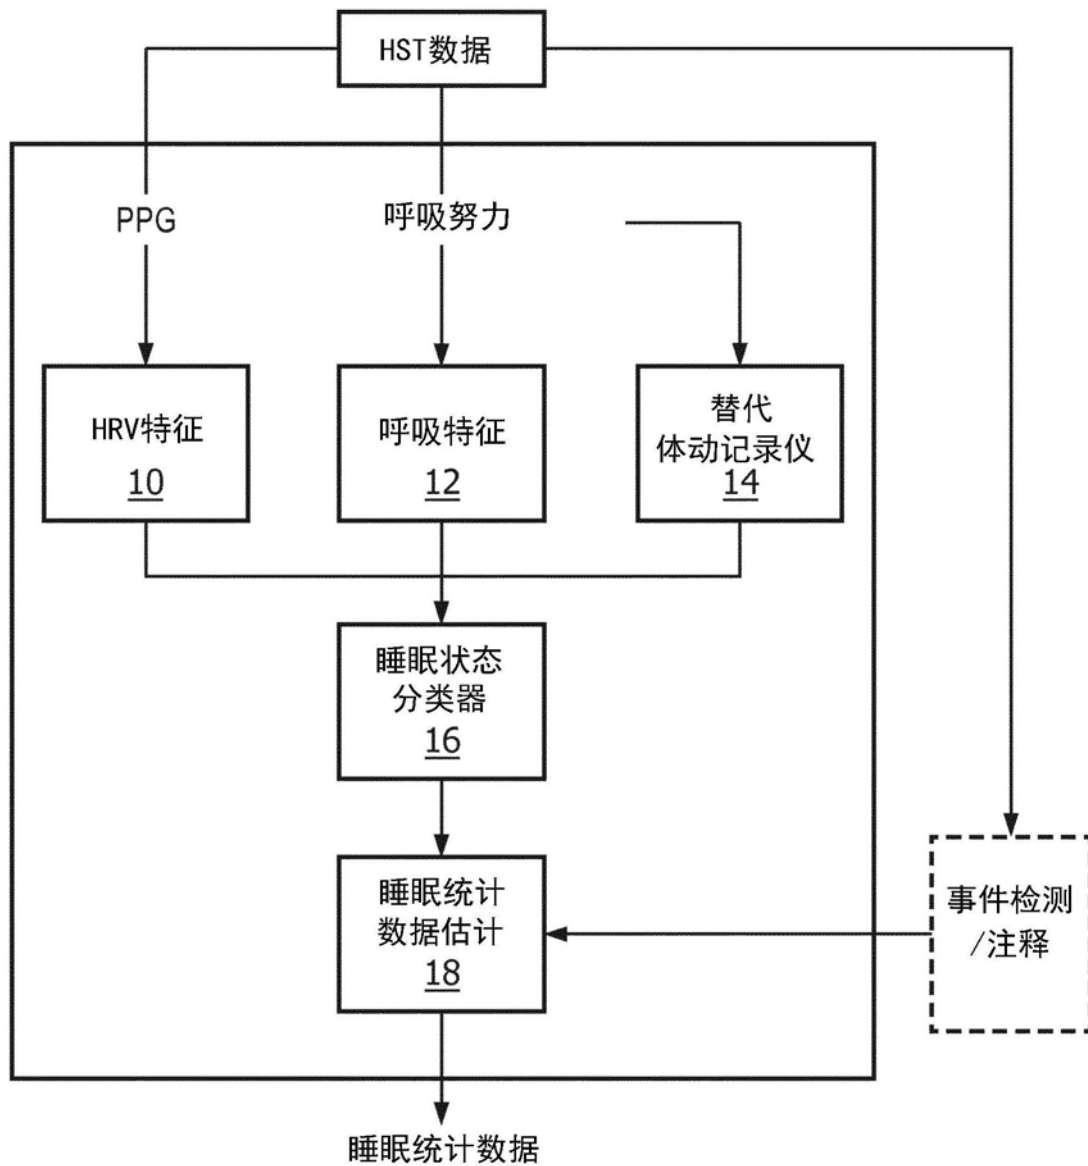 HST数据
PPG
呼吸努力
HRV特征
10
呼吸特征
12
替代
体动记录仪
14
睡眠状态
分类器
16
睡眠统计
数据估计
18
事件检测
/注释
睡眠统计数据